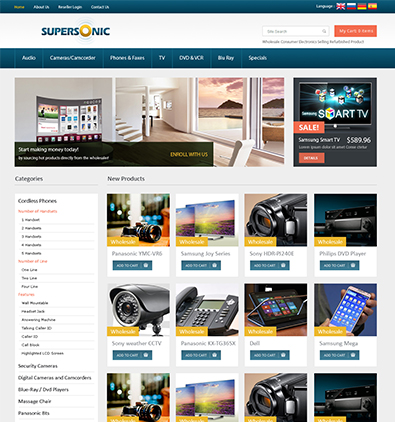 Home About Us Reseller Login Contact Us Language :
SUPERSONIC
Site Search
My Cart: 0 items
Wholesale Consumer Electronics Selling Refurbished Product
Audio Cameras/Camcorder Phones & Faxes TV DVD & VCR Blu Ray Specials
Start making money today!
By sourcing hot products directly from the wholesale!
ENROLL WITH US
Samsung
SMART TV
SALE!
Samsung Smart TV $589.96
Lorem ipsum dolor sit amet conse ctetur
DETAILS
Categories
New Products
Cordless Phones
Number of Handsets
1 Handset
2 Handsets
3 Handsets
4 Handsets
5 Handsets
Number of Line
One Line
Two Line
Four Line
Features
Wall Mountable
Headset Jack
Answering Machine
Talking Caller ID
Caller ID
Call Block
Highlighted LCD Screen
Security Cameras
Digital Cameras and Camcorders
Blue-Ray / DVD Players
Massage Chair
Panasonic Bits
Wholesale Wholesale Wholesale Wholesale
Panasonic YMC-VR6 Samsung Joy Series Sony HDR-PJ240E Philips DVD Player
ADD TO CART ADD TO CART ADD TO CART ADD TO CART
Wholesale Wholesale Wholesale Wholesale
Sony weather CCTV Panasonic KX-TG365X Dell Samsung Mega
ADD TO CART ADD TO CART ADD TO CART ADD TO CART